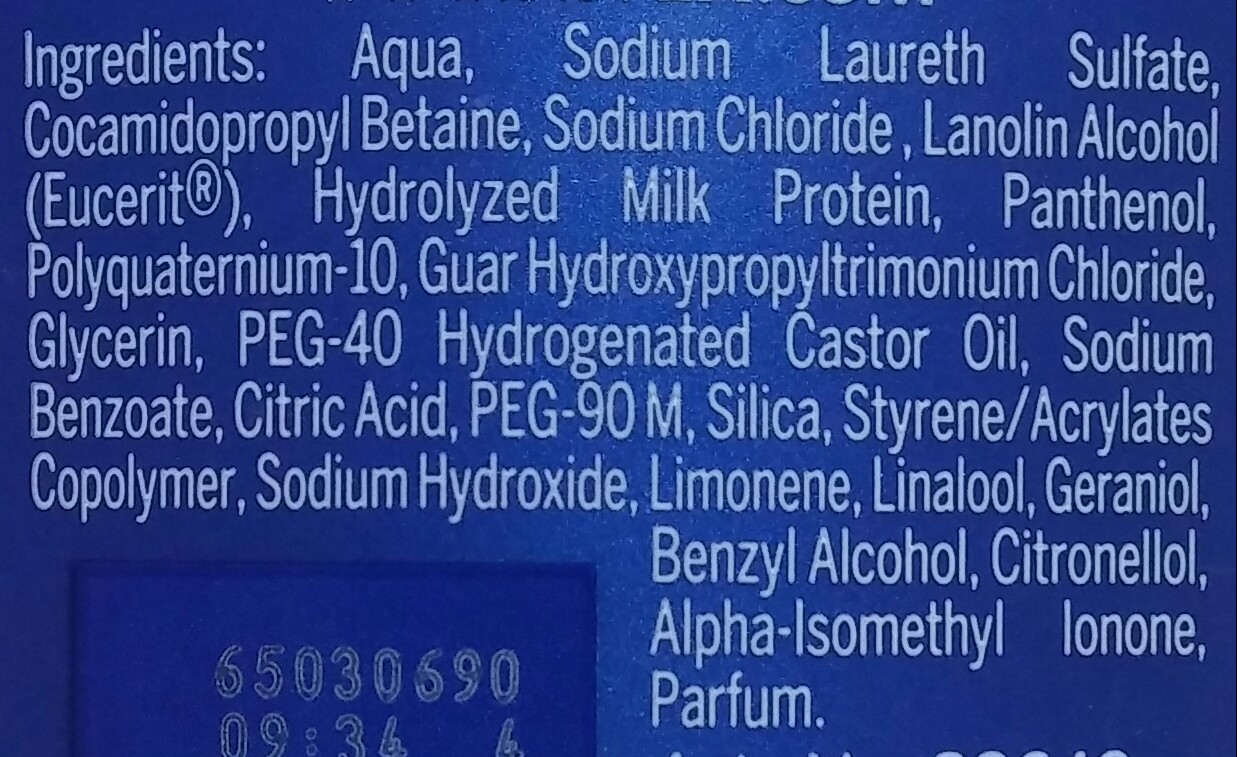 Ingredients: Aqua, Sodium Laureth Sulfate,
Cocamidopropyl Betaine, Sodium Chloride , Lanolin Alcohol
(Eucerit®), Hydrolyzed Milk Protein, Panthenol,
Polyquaternium-10, Guar Hydroxypropyltrimonium Chloride,
Glycerin, PEG-40 Hydrogenated Castor Oil, Sodium
Benzoate, Citric Acid, PEG-90 M, Silica, Styrene/Acrylates
Copolymer, Sodium Hydroxide, Limonene, Linalool, Geraniol,
Benzyl Alcohol, Citronellol,
Alpha-Isomethyl Ionone,
Parfum.
65030690
09:34 4